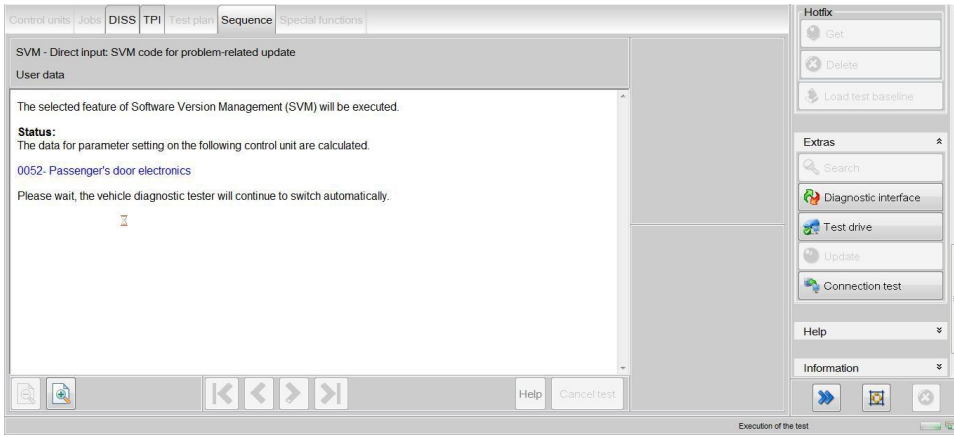 Control units Jobs DISS TPI Test plan Sequence Special functions
SVM - Direct input: SVM code for problem-related update
User data
The selected feature of Software Version Management (SVM) will be executed.
Status:
The data for parameter setting on the following control unit are calculated.
0052- Passenger's door electronics
Please wait, the vehicle diagnostic tester will continue to switch automatically.
Help Cancel test
Hotfix
Get
Delete
Load test baseline
Extras
Search
Diagnostic interface
Test drive
Update
Connection test
Help
Information
Execution of the test